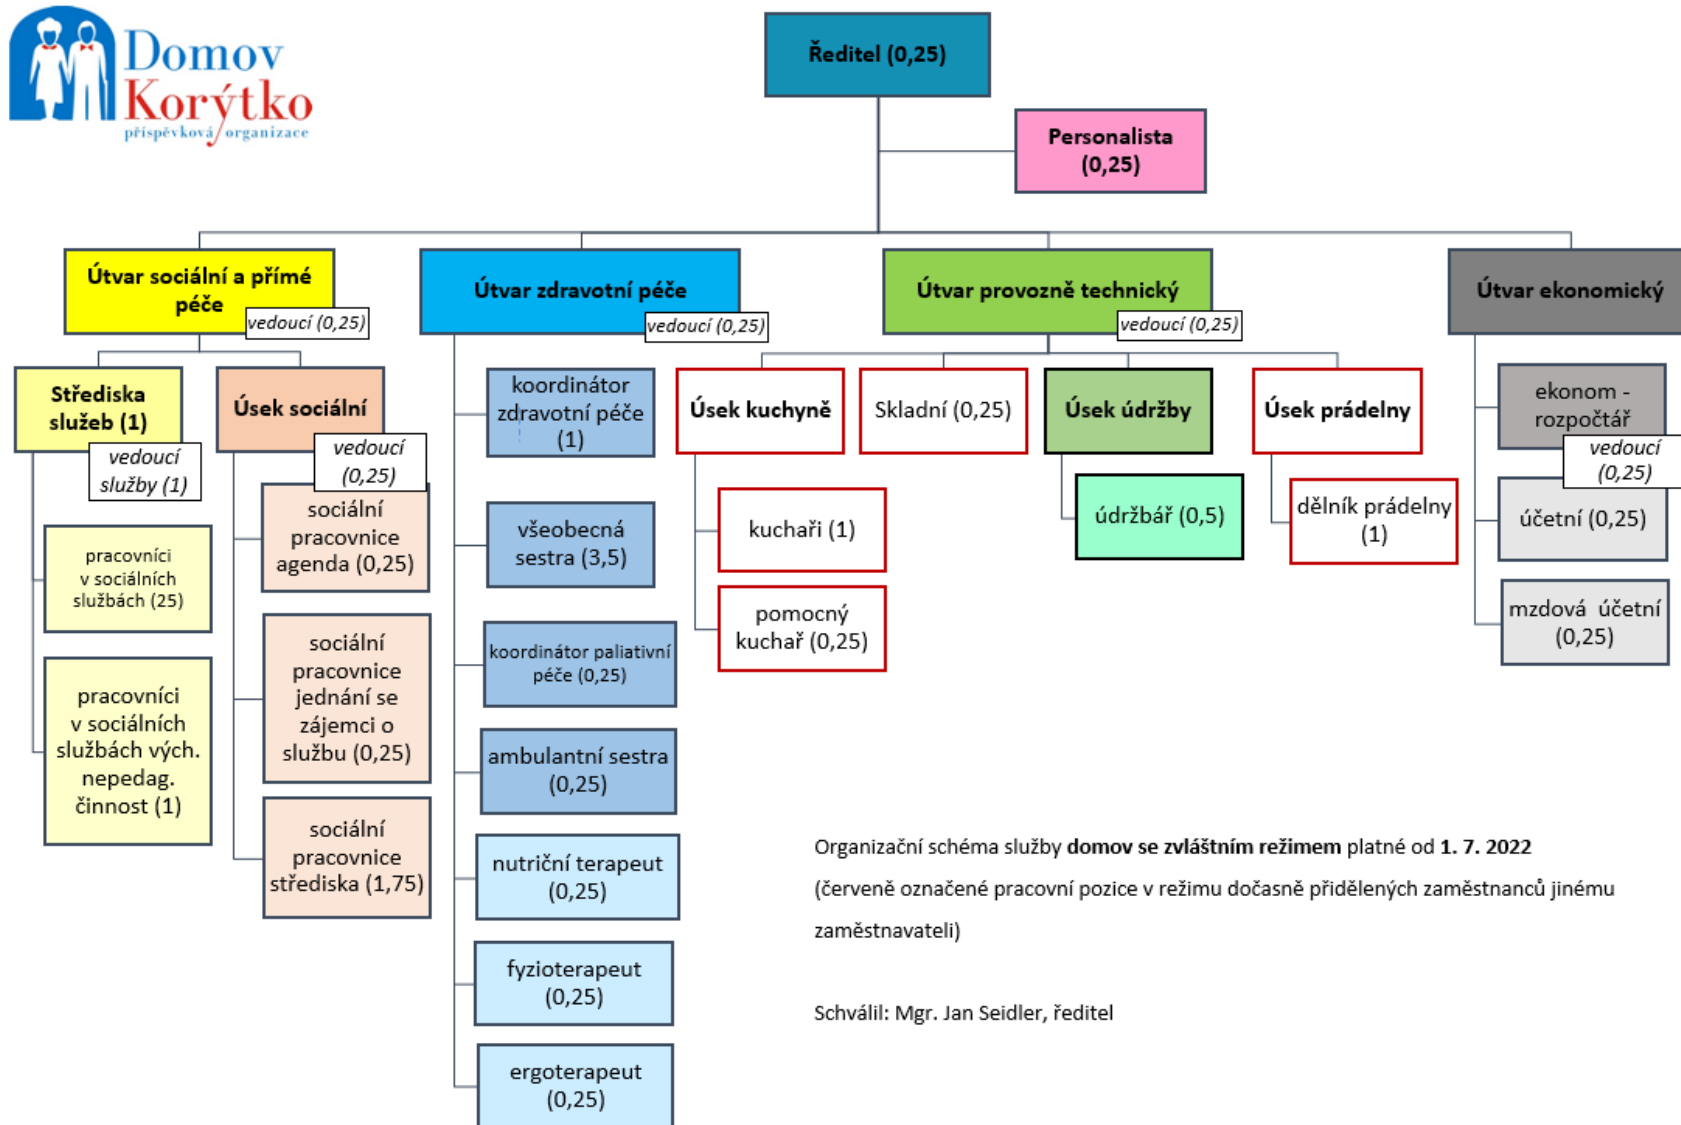 Domov
Korýtko
příspěvková organizace
Ředitel (0,25)
Personalista
(0,25)
Útvar sociální a přímé
péče
vedoucí (0,25)
Útvar zdravotní péče
vedoucí (0,25)
Útvar provozně technický
vedoucí (0,25)
Útvar ekonomický
Střediska
služeb (1)
vedoucí
služby (1)
pracovníci
v sociálních
službách (25)
pracovníci
v sociálních
službách vých.
nepedag.
činnost (1)
Úsek sociální
vedoucí
(0,25)
sociální
pracovnice
agenda (0,25)
sociální
pracovnice
jednání se
zájemci o
službu (0,25)
sociální
pracovnice
střediska (1,75)
koordinátor
zdravotní péče
(1)
všeobecná
sestra (3,5)
koordinátor paliativní
péče (0,25)
ambulantní sestra
(0,25)
nutriční terapeut
(0,25)
fyzioterapeut
(0,25)
ergoterapeut
(0,25)
Úsek kuchyně
kuchaři (1)
pomocný
kuchař (0,25)
Skladní (0,25)
Úsek údržby
údržbář (0,5)
Úsek prádelny
dělník prádelny
(1)
ekonom -
rozpočtář
vedoucí
(0,25)
účetní (0,25)
mzdová účetní
(0,25)
Organizační schéma služby domov se zvláštním režimem platné od 1. 7. 2022
(červeně označené pracovní pozice v režimu dočasně přidělených zaměstnanců jinému
zaměstnavateli)
Schválil: Mgr. Jan Seidler, ředitel